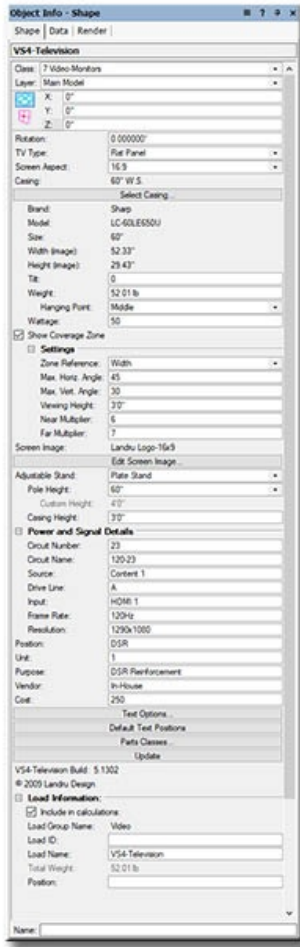 Object Info - Shape
Shape Data Render
VS4-Television
Class: 7 Video-Monitors
Layer: Main Model
X: 0"
Y: 0"
Z: 0"
Rotation: 0.000000°
TV Type: Flat Panel
Screen Aspect: 16:9
Casing: 60" W.S.
Select Casing...
Brand: Sharp
Model: LC-60LE650U
Size: 60"
Width (image): 52.33"
Height (image): 29.43"
Tilt: 0
Weight: 52.01 lb
Hanging Point: Middle
Wattage: 50
Show Coverage Zone
Settings
Zone Reference: Width
Max. Horiz. Angle: 45
Max. Vert. Angle: 30
Viewing Height: 3'0"
Near Multiplier: 6
Far Multiplier: 7
Screen Image: Landru Logo-16x9
Edit Screen Image...
Adjustable Stand: Plate Stand
Pole Height: 60"
Custom Height: 4'0"
Casing Height: 3'0"
Power and Signal Details
Circuit Number: 23
Circuit Name: 120-23
Source: Content 1
Drive Line: A
Input: HDMI 1
Frame Rate: 120Hz
Resolution: 1290x1080
Position: DSR
Unit: 1
Purpose: DSR Reinforcement
Vendor: In-House
Cost: 250
Text Options...
Default Text Positions
Parts Classes...
Update
VS4-Television Build: 5.1302
© 2009 Landru Design
Load Information:
Include in calculations
Load Group Name: Video
Load ID:
Load Name: VS4-Television
Total Weight: 52.01 lb
Position:
Name: